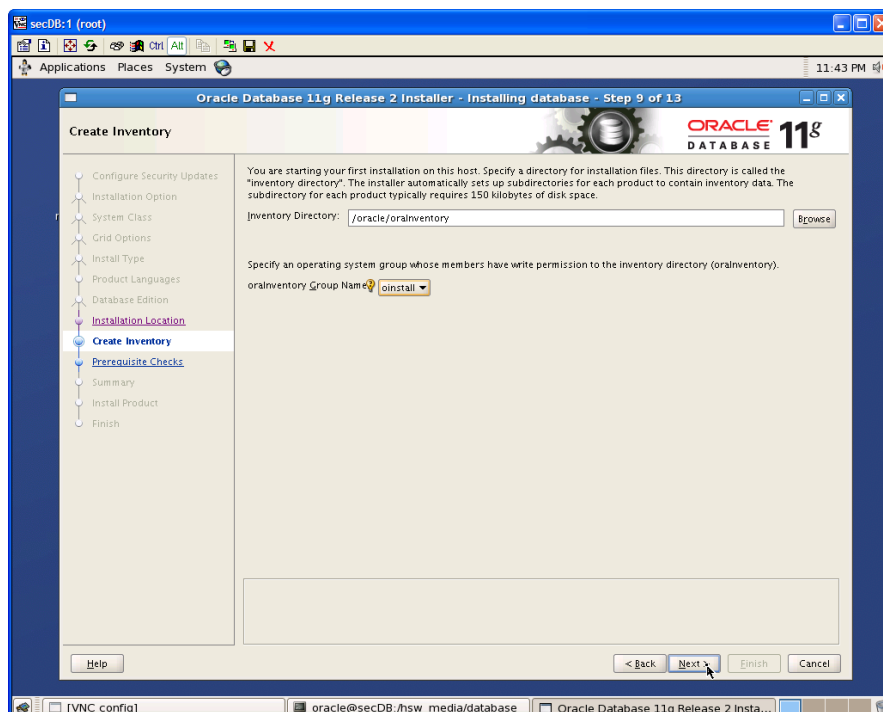 secDB:1 (root)
Ctrl Alt
Applications Places System
11:43 PM
Oracle Database 11g Release 2 Installer - Installing database - Step 9 of 13
Create Inventory
ORACLE
DATABASE 11g
Configure Security Updates
Installation Option
System Class
Grid Options
Install Type
Product Languages
Database Edition
Installation Location
Create Inventory
Prerequisite Checks
Summary
Install Product
Finish
You are starting your first installation on this host. Specify a directory for installation files. This directory is called the
"inventory directory". The installer automatically sets up subdirectories for each product to contain inventory data. The
subdirectory for each product typically requires 150 kilobytes of disk space.
Inventory Directory: /oracle/oraInventory Browse
Specify an operating system group whose members have write permission to the inventory directory (oraInventory).
oraInventory Group Name oinstall
Help
< Back Next > Finish Cancel
[VNC config] oracle@secDB:/hsw_media/database Oracle Database 11g Release 2 Insta...